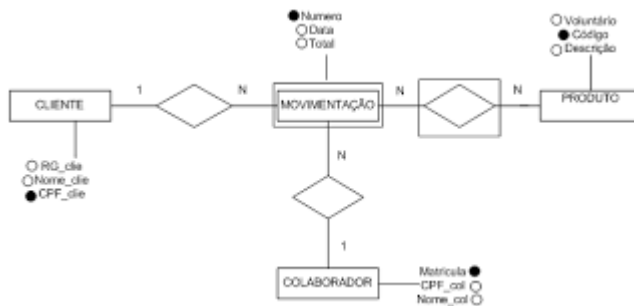 Numero
Data
Total
Voluntário
Código
Descrição
CLIENTE
1
N
MOVIMENTAÇÃO
N
N
PRODUTO
RG_clie
Nome_clie
CPF_clie
N
1
COLABORADOR
Matricula
CPF_col
Nome_col